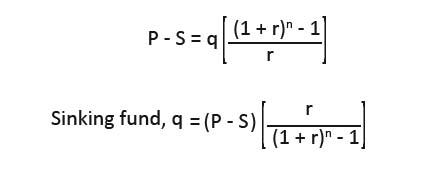 P - S = q [ (1 + r)ⁿ - 1 / r ]
Sinking fund, q = (P - S) [ r / (1 + r)ⁿ - 1 ]